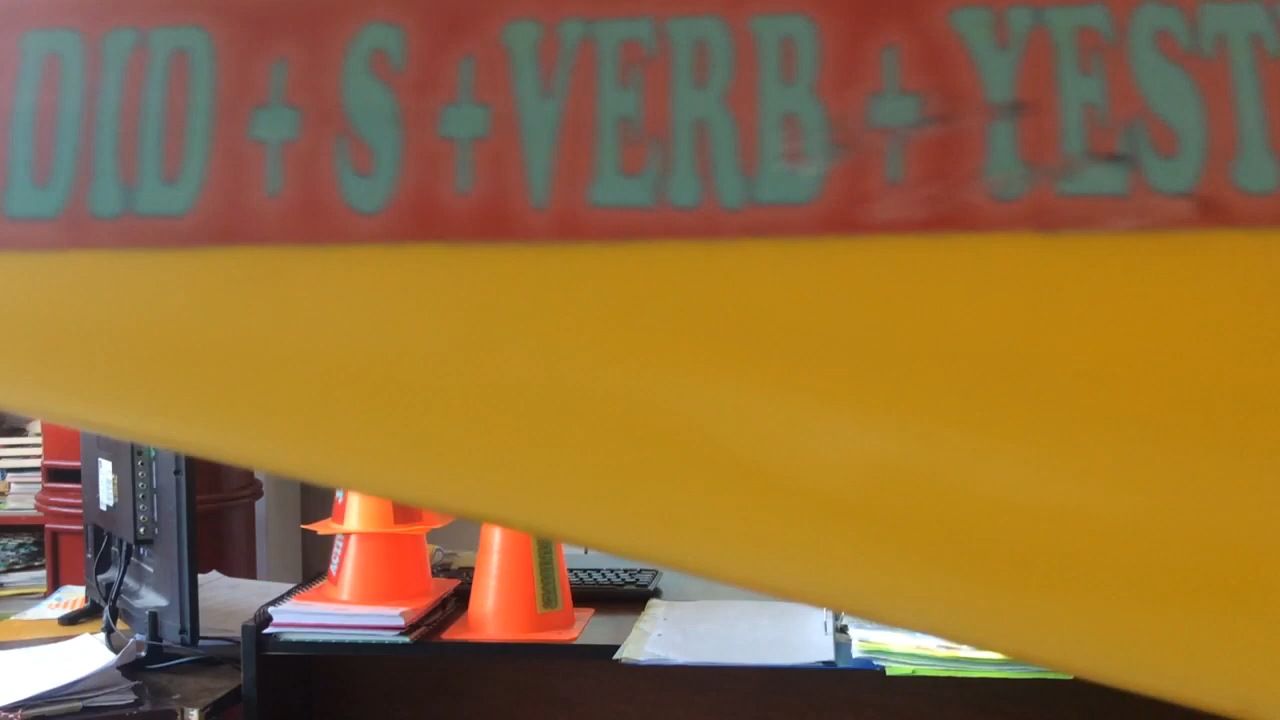 DID + S + VERB + YEST